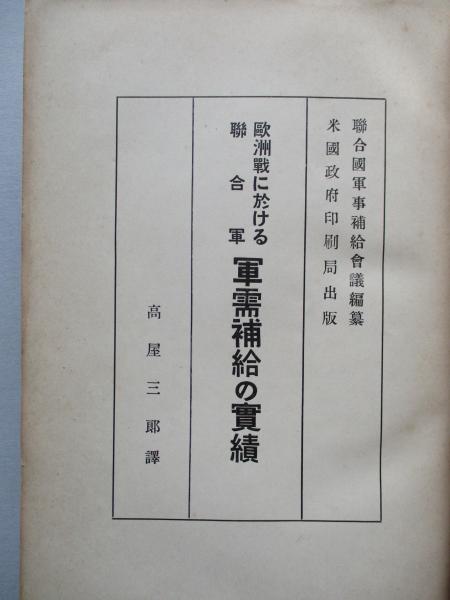 聯合國軍事補給會議編纂
米國政府印刷局出版
歐洲戰に於ける
聯合軍
軍需補給の實績
高屋三郎譯